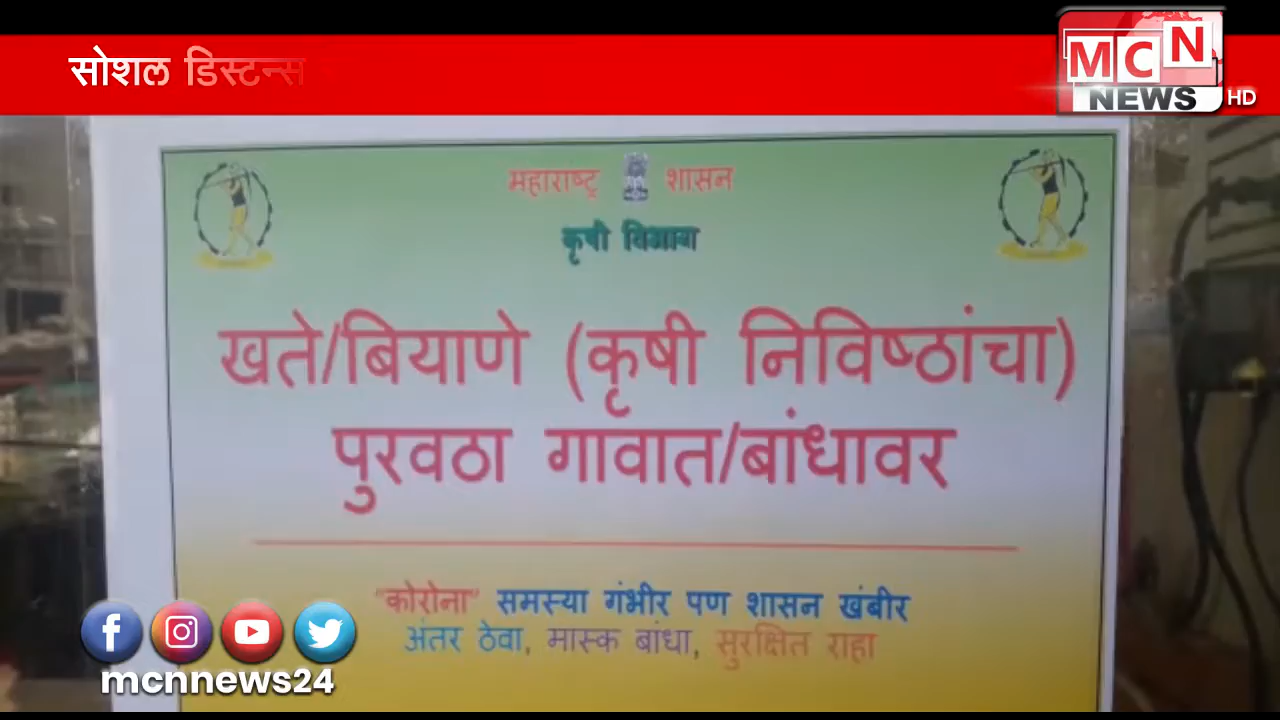 सोशल डिस्टन्स
MCN
NEWS HD
महाराष्ट्र शासन
कृषी विभाग
खते/बियाणे (कृषी निविष्ठांचा)
पुरवठा गावात/बांधावर
"कोरोना" समस्या गंभीर पण शासन खंबीर
अंतर ठेवा, मास्क बांधा, सुरक्षित राहा
mcnnews24